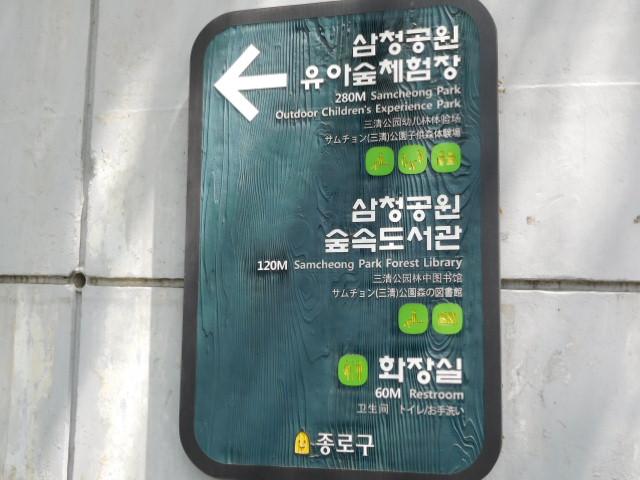 삼청공원
유아숲체험장
280M Samcheong Park
Outdoor Children's Experience Park
三清公园幼儿林体验场
サムチョン(三清)公園子供森体験場
삼청공원
숲속도서관
120M Samcheong Park Forest Library
三清公园林中图书馆
サムチョン(三清)公園森の図書館
화장실
60M Restroom
卫生间 トイレ/お手洗い
종로구